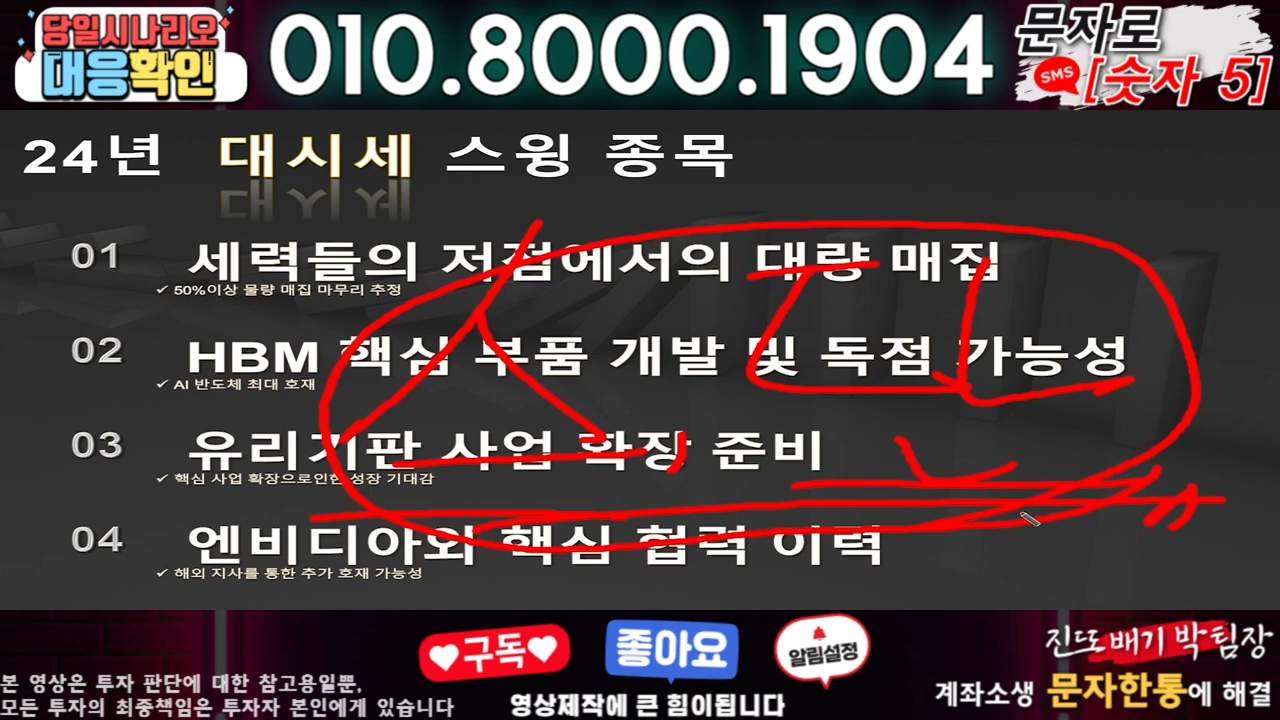 당일시나리오
대응확인
010.8000.1904
문자로
SMS [숫자 5]
24년 대시세 스윙 종목
01 세력들의 저점에서의 대량 매집
✓ 50%이상 물량 매집 마무리 추정
02 HBM 핵심 부품 개발 및 독점 가능성
✓ AI 반도체 최대 호재
03 유리기판 사업 확장 준비
✓ 핵심 사업 확장으로인한 성장 기대감
04 엔비디아와 핵심 협력 이력
✓ 해외 지사를 통한 추가 호재 가능성
구독
좋아요
알림설정
영상제작에 큰 힘이됩니다
본 영상은 투자 판단에 대한 참고용일뿐,
모든 투자의 최종책임은 투자자 본인에게 있습니다
진또배기 박팀장
계좌소생 문자한통에 해결